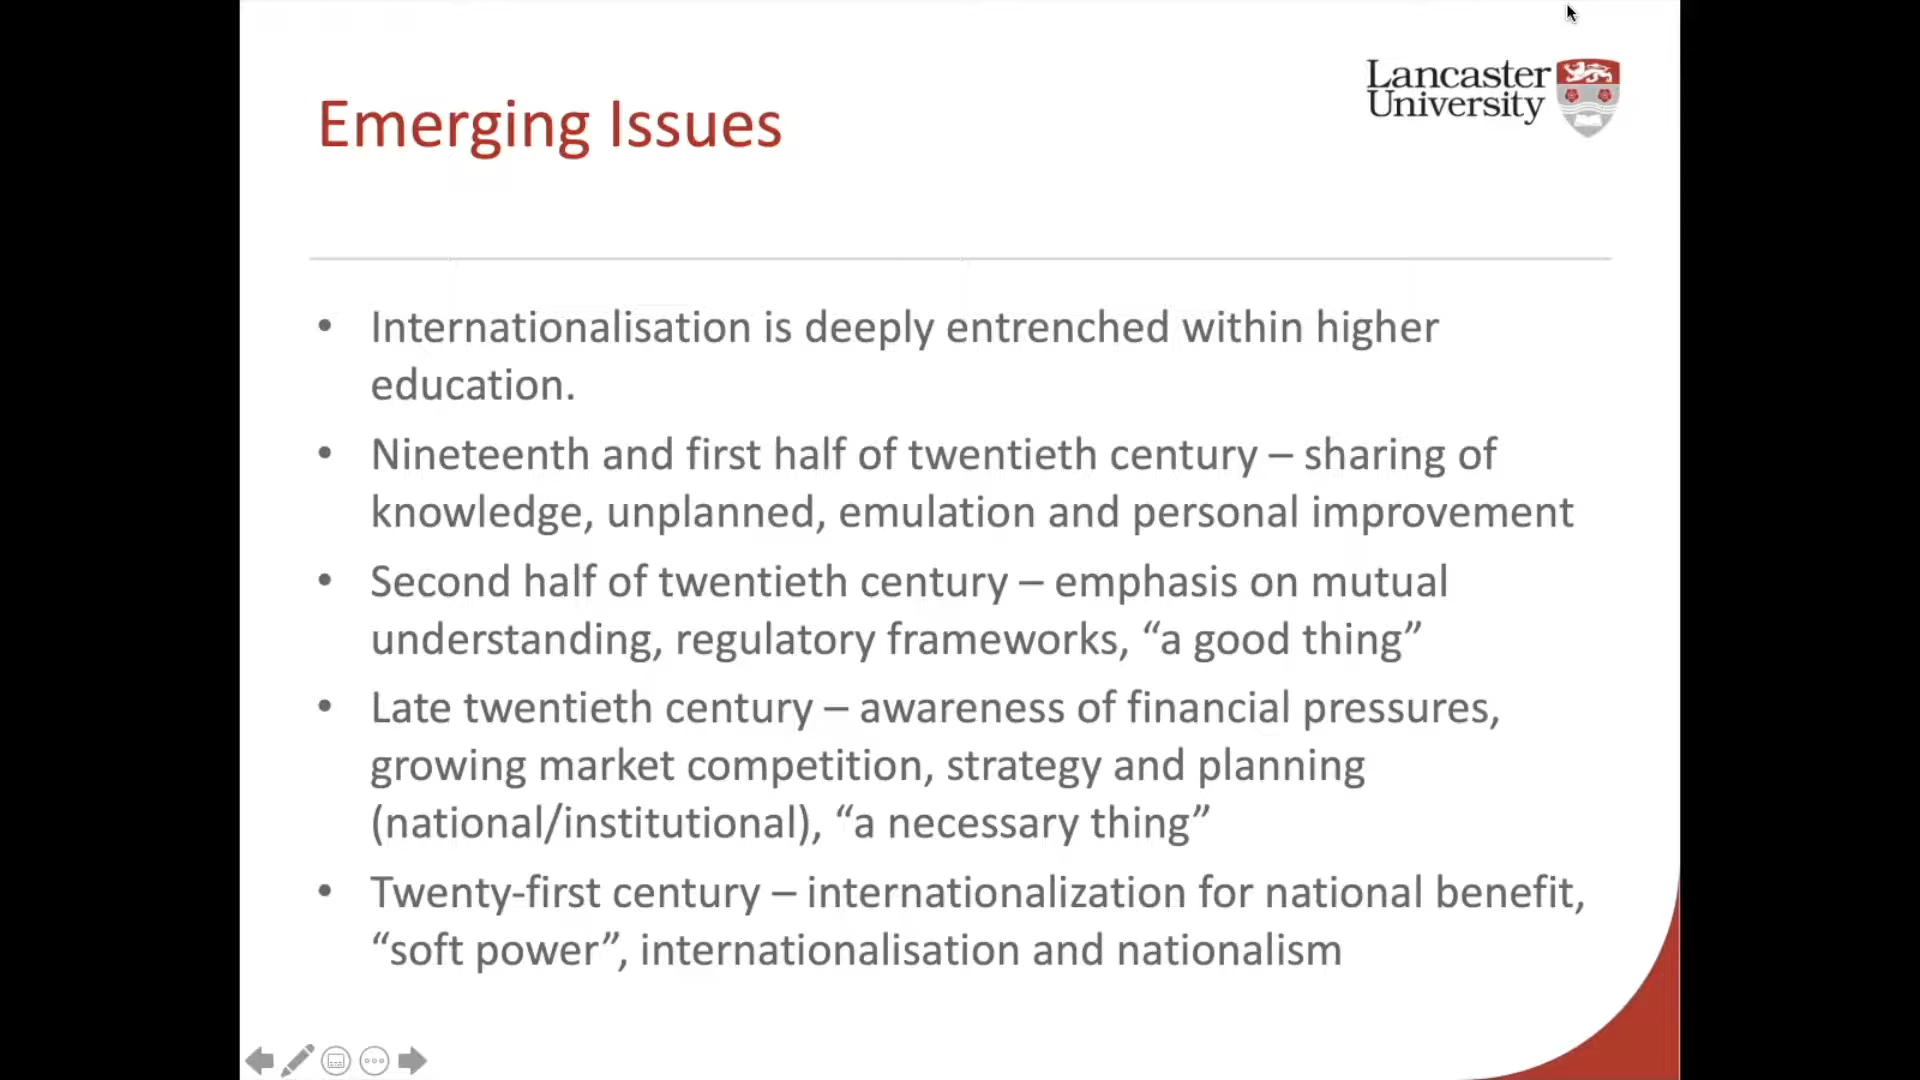 Lancaster
University
Emerging Issues
• Internationalisation is deeply entrenched within higher
education.
• Nineteenth and first half of twentieth century – sharing of
knowledge, unplanned, emulation and personal improvement
• Second half of twentieth century – emphasis on mutual
understanding, regulatory frameworks, “a good thing”
• Late twentieth century – awareness of financial pressures,
growing market competition, strategy and planning
(national/institutional), “a necessary thing”
• Twenty-first century – internationalization for national benefit,
“soft power”, internationalisation and nationalism